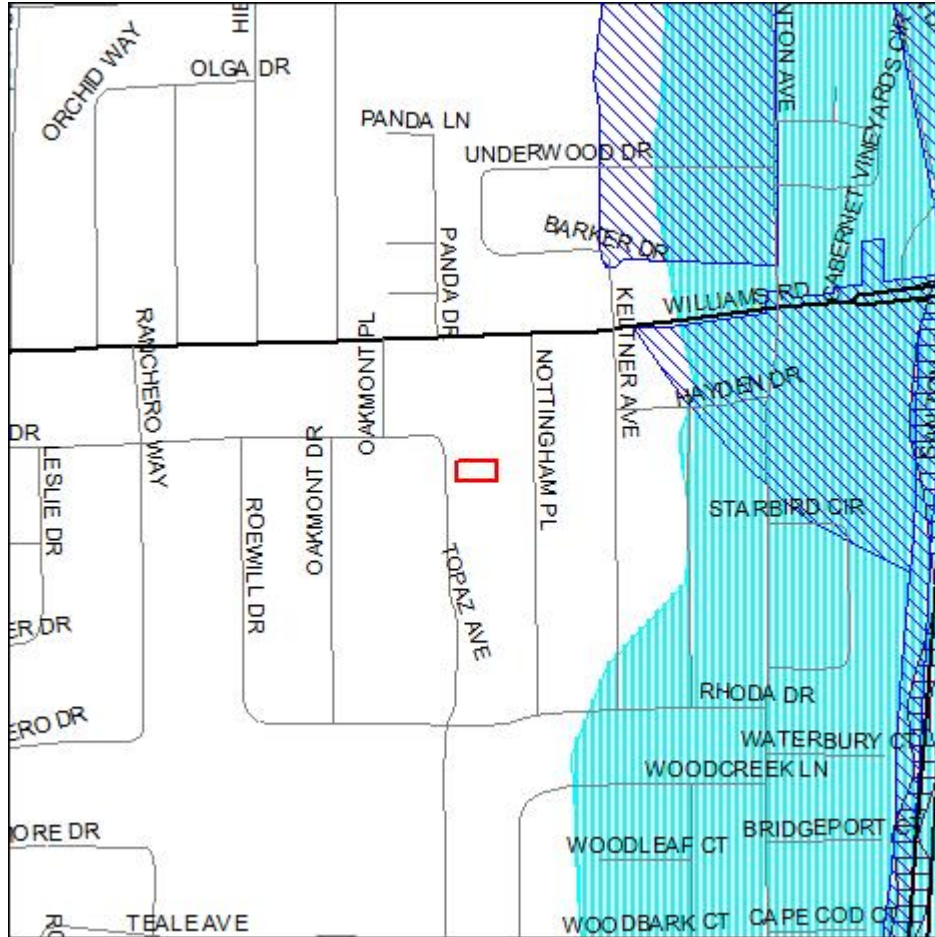 ORCHID WAY
OLGA DR
PANDA LN
UNDERWOOD DR
BARKER DR
PANDA DR
NTON AVE
CABERNET VINEYARDS CIR
WILLIAMS RD
KELTNER AVE
HAYDEN DR
RANCHERO WAY
OAKMONT PL
NOTTINGHAM PL
DR
LESLIE DR
ROEWILL DR
OAKMONT DR
TOPAZ AVE
STARBIRD CIR
ER DR
RHODA DR
ERO DR
WATERBURY CT
WOODCREEK LN
ORE DR
WOODLEAF CT
BRIDGEPORT
TEALE AVE
WOODBARK CT
CAPE COD CT